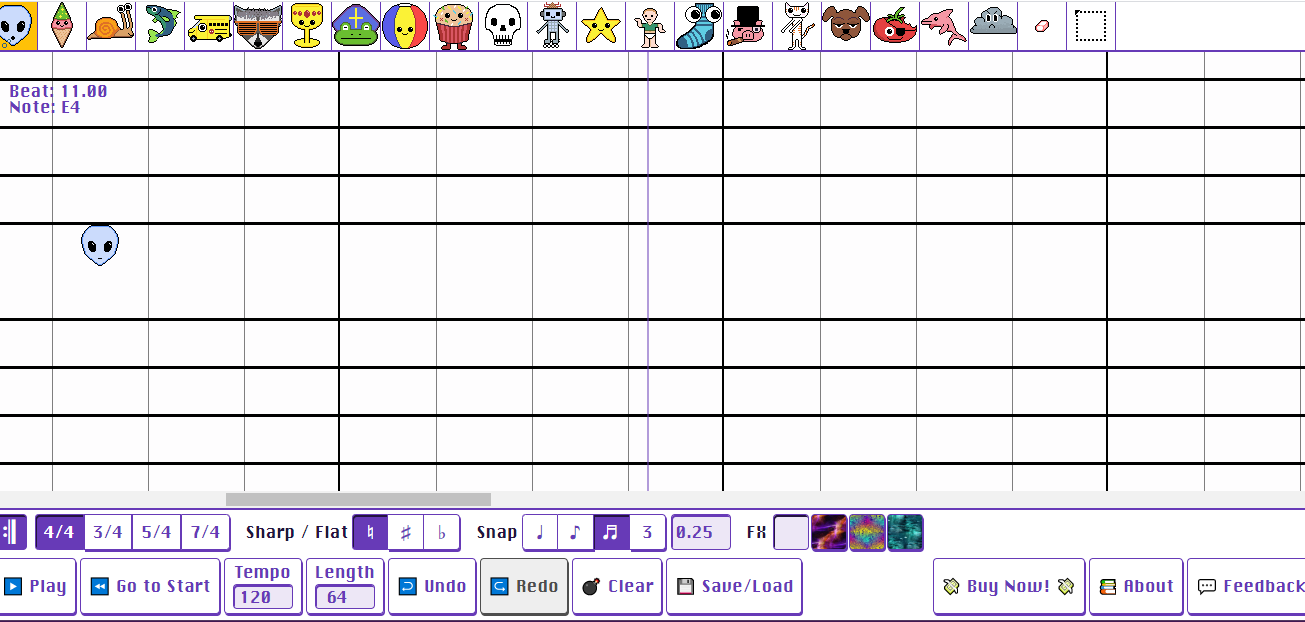 Beat: 11.00
Note: E4
4/4 3/4 5/4 7/4 Sharp / Flat ♮ ♯ ♭ Snap ♩ ♪ ♬ 3 0.25 FX
Play Go to Start Tempo 120 Length 64 Undo Redo Clear Save/Load Buy Now! About Feedback